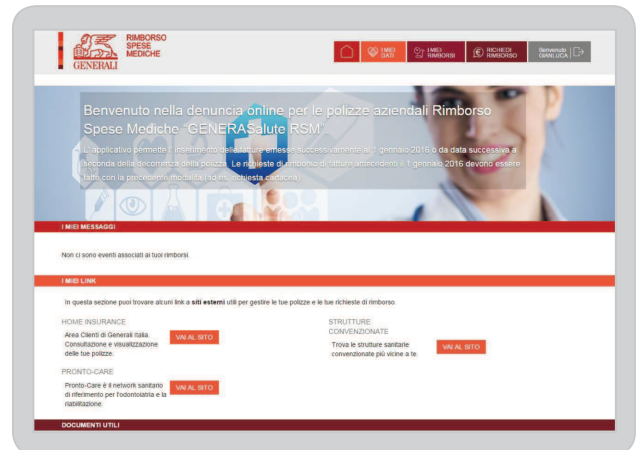 GENERALI
RIMBORSO
SPESE
MEDICHE
I MIEI
DATI
I MIEI
RIMBORSI
RICHIEDI
RIMBORSO
Benvenuto
GIANLUCA
Benvenuto nella denuncia online per le polizze aziendali Rimborso
Spese Mediche "GENERASalute RSM"
L'applicativo permette l'inserimento delle fatture emesse successivamente al 1 gennaio 2016 o da data successiva a
seconda della decorrenza della polizza. Le richieste di rimborso di fatture antecedenti il 1 gennaio 2016 devono essere
fatte con la precedente modalità (ad es. richiesta cartacea).
I MIEI MESSAGGI
Non ci sono eventi associati ai tuoi rimborsi.
I MIEI LINK
In questa sezione puoi trovare alcuni link a siti esterni utili per gestire le tue polizze e le tue richieste di rimborso.
HOME INSURANCE
Area Clienti di Generali Italia.
Consultazione e visualizzazione
delle tue polizze.
VAI AL SITO
STRUTTURE
CONVENZIONATE
Trova le strutture sanitarie
convenzionate più vicine a te.
VAI AL SITO
PRONTO-CARE
Pronto-Care è il network sanitario
di riferimento per l'odontoiatria e la
riabilitazione.
VAI AL SITO
DOCUMENTI UTILI